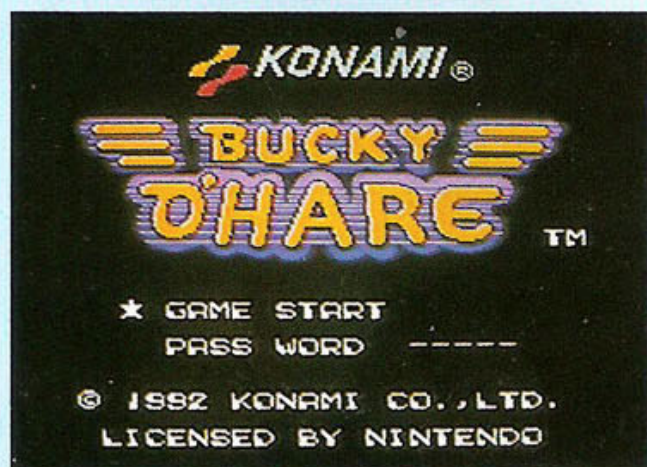 KONAMI®
BUCKY
O'HARE TM
★ GAME START
PASS WORD -----
© 1992 KONAMI CO.,LTD.
LICENSED BY NINTENDO